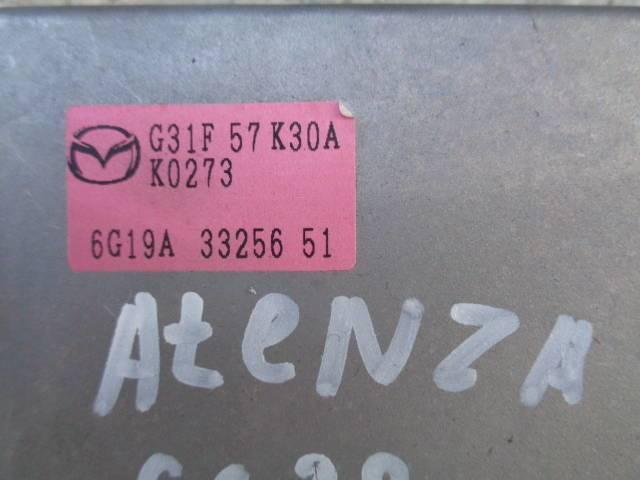 G31F 57 K30A
K0273
6G19A 33256 51
AtenZA